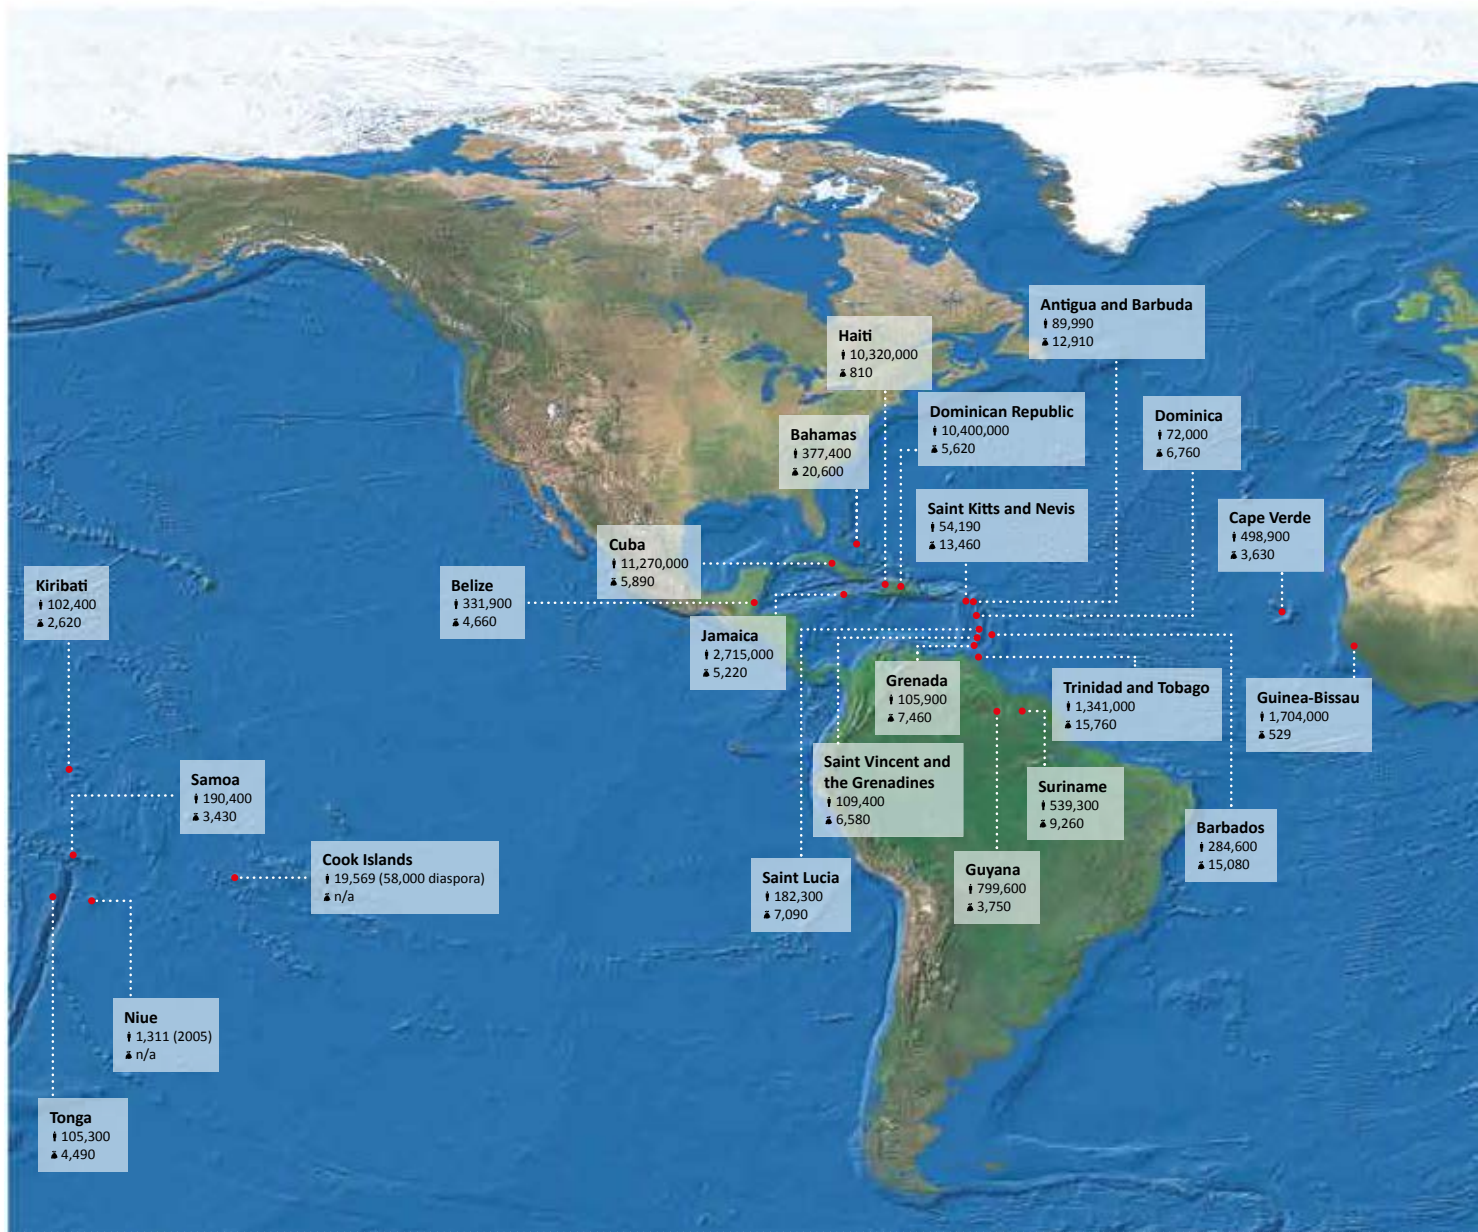 Antigua and Barbuda
89,990
12,910
Haiti
10,320,000
810
Dominican Republic
10,400,000
5,620
Dominica
72,000
6,760
Bahamas
377,400
20,600
Saint Kitts and Nevis
54,190
13,460
Cape Verde
498,900
3,630
Cuba
11,270,000
5,890
Kiribati
102,400
2,620
Belize
331,900
4,660
Jamaica
2,715,000
5,220
Grenada
105,900
7,460
Trinidad and Tobago
1,341,000
15,760
Guinea-Bissau
1,704,000
529
Samoa
190,400
3,430
Saint Vincent and
the Grenadines
109,400
6,580
Suriname
539,300
9,260
Barbados
284,600
15,080
Cook Islands
19,569 (58,000 diaspora)
n/a
Saint Lucia
182,300
7,090
Guyana
799,600
3,750
Niue
1,311 (2005)
n/a
Tonga
105,300
4,490